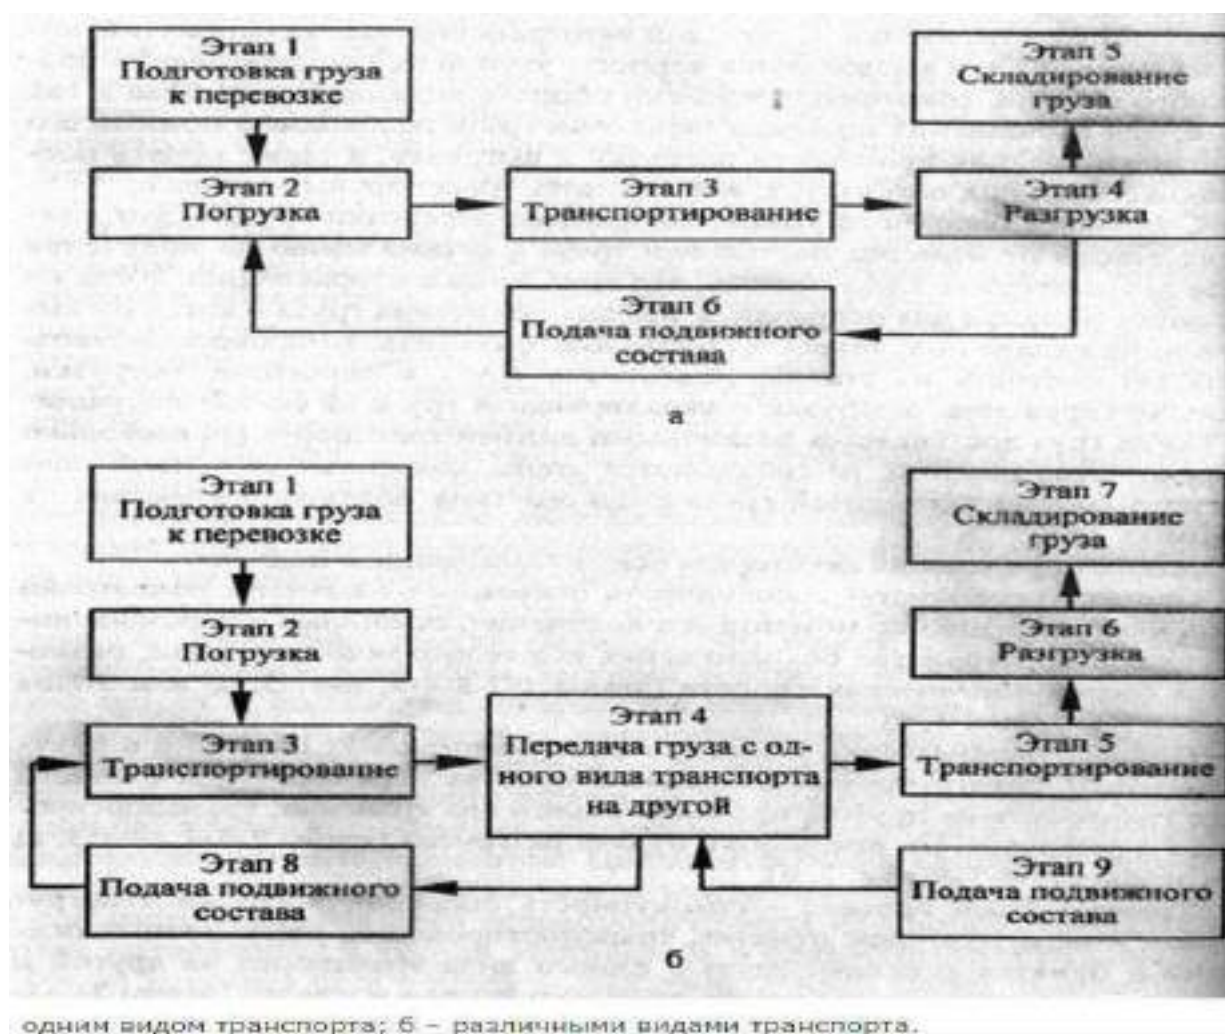 Этап 1
Подготовка груза
к перевозке
Этап 5
Складирование
груза
Этап 2
Погрузка
Этап 3
Транспортирование
Этап 4
Разгрузка
Этап 6
Подача подвижного
состава
а
Этап 1
Подготовка груза
к перевозке
Этап 7
Складирование
груза
Этап 2
Погрузка
Этап 6
Разгрузка
Этап 3
Транспортирование
Этап 4
Перелача груза с од-
ного вида транспорта
на другой
Этап 5
Транспортирование
Этап 8
Подача подвижного
состава
Этап 9
Подача подвижного
состава
б
одним видом транспорта; б – различными видами транспорта.